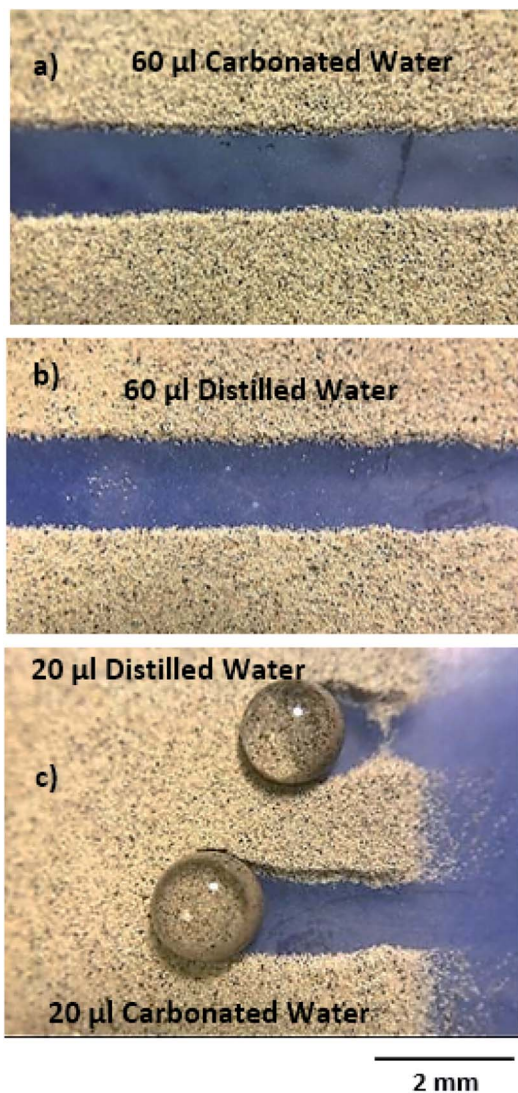 a)
60 µl Carbonated Water
b)
60 µl Distilled Water
20 µl Distilled Water
c)
20 µl Carbonated Water
2 mm